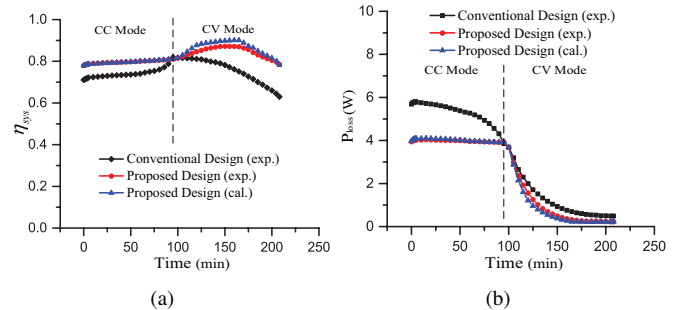 CC Mode
CV Mode
η_sys
1.0
0.8
0.6
0.4
0.2
0.0
Conventional Design (exp.)
Proposed Design (exp.)
Proposed Design (cal.)
0
50
100
150
200
250
Time (min)
(a)
Conventional Design (exp.)
Proposed Design (exp.)
Proposed Design (cal.)
CC Mode
CV Mode
P_loss(W)
10
8
6
4
2
0
0
50
100
150
200
250
Time (min)
(b)